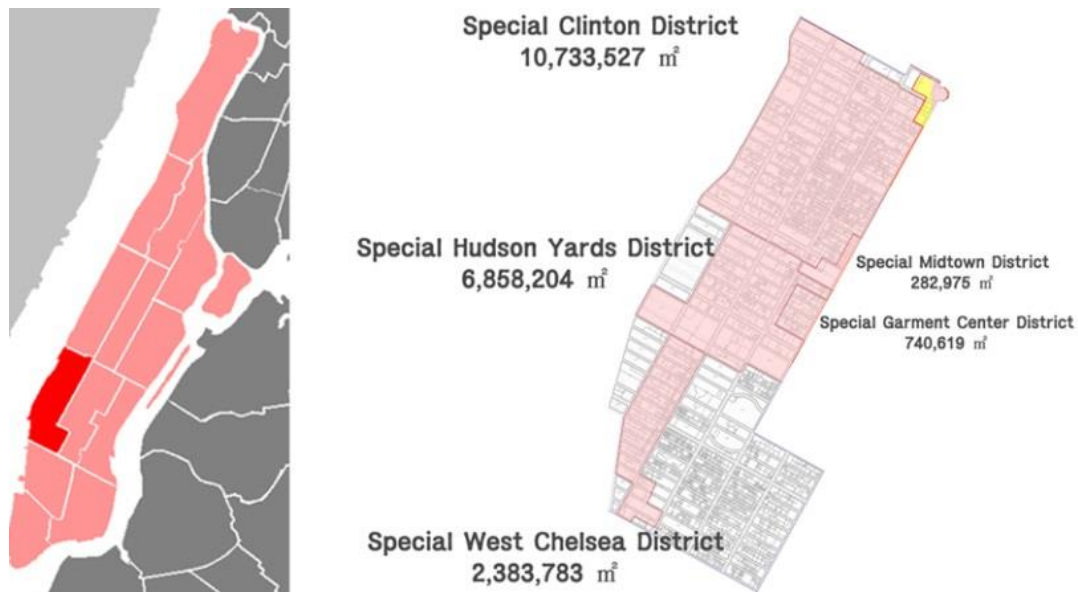 Special Clinton District
10,733,527 ㎡
Special Hudson Yards District
6,858,204 ㎡
Special Midtown District
282,975 ㎡
Special Garment Center District
740,619 ㎡
Special West Chelsea District
2,383,783 ㎡